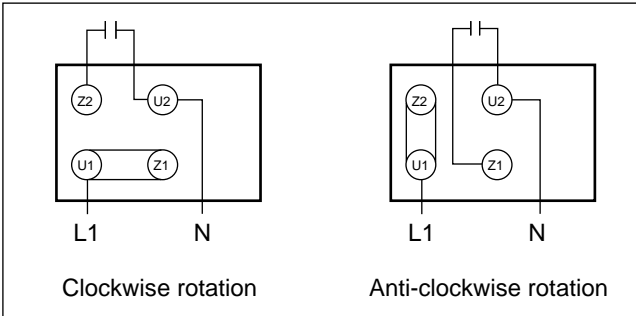 Z2 U2
U1 Z1
L1 N
Clockwise rotation
Z2 U2
U1 Z1
L1 N
Anti-clockwise rotation